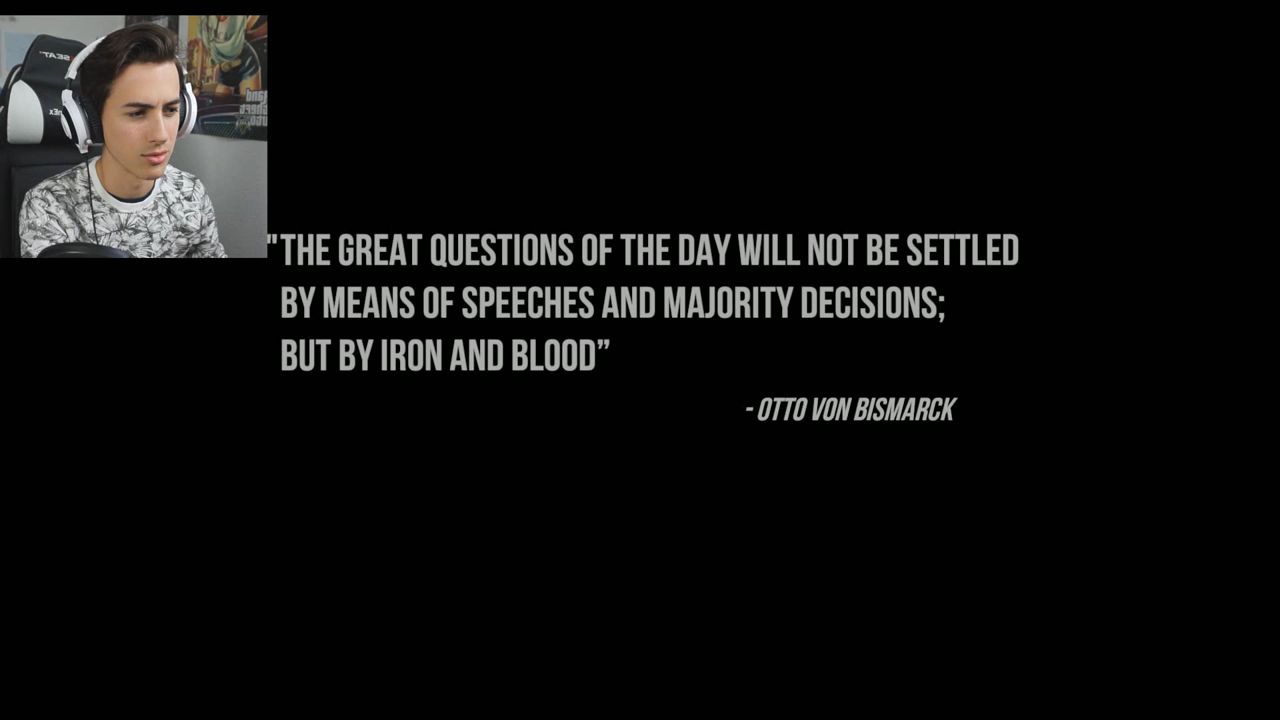 "THE GREAT QUESTIONS OF THE DAY WILL NOT BE SETTLED
BY MEANS OF SPEECHES AND MAJORITY DECISIONS;
BUT BY IRON AND BLOOD”
- OTTO VON BISMARCK